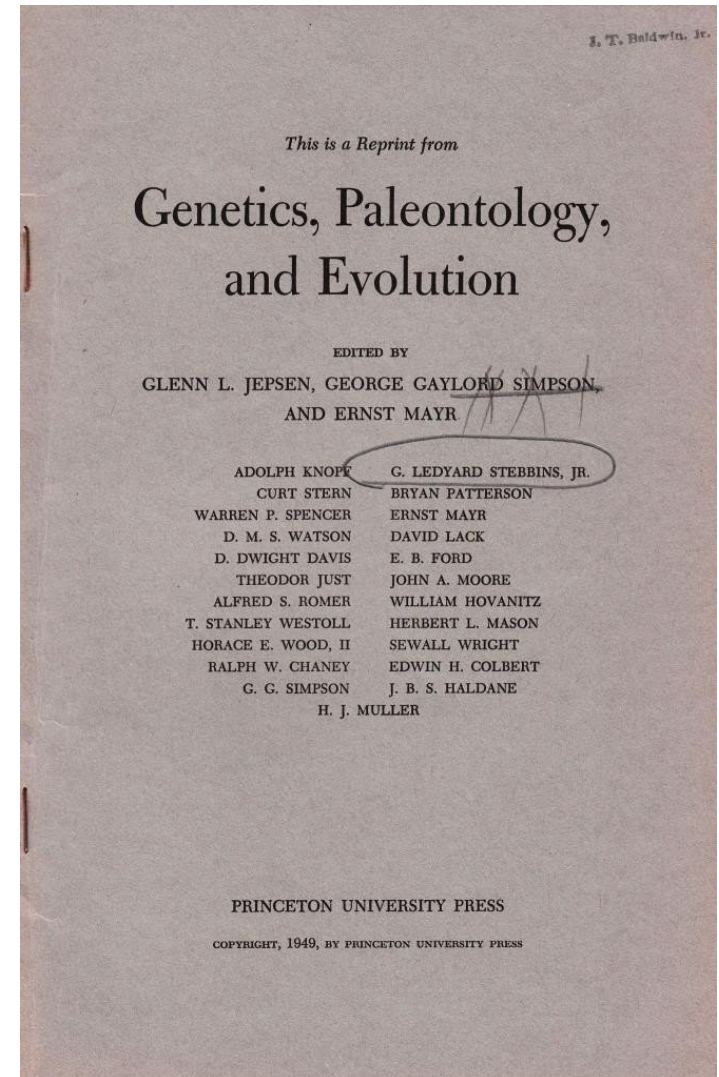 J. T. Baldwin, Jr.
This is a Reprint from
Genetics, Paleontology,
and Evolution
EDITED BY
GLENN L. JEPSEN, GEORGE GAYLORD SIMPSON,
AND ERNST MAYR
ADOLPH KNOPF G. LEDYARD STEBBINS, JR.
CURT STERN BRYAN PATTERSON
WARREN P. SPENCER ERNST MAYR
D. M. S. WATSON DAVID LACK
D. DWIGHT DAVIS E. B. FORD
THEODOR JUST JOHN A. MOORE
ALFRED S. ROMER WILLIAM HOVANITZ
T. STANLEY WESTOLL HERBERT L. MASON
HORACE E. WOOD, II SEWALL WRIGHT
RALPH W. CHANEY EDWIN H. COLBERT
G. G. SIMPSON J. B. S. HALDANE
H. J. MULLER
PRINCETON UNIVERSITY PRESS
COPYRIGHT, 1949, BY PRINCETON UNIVERSITY PRESS